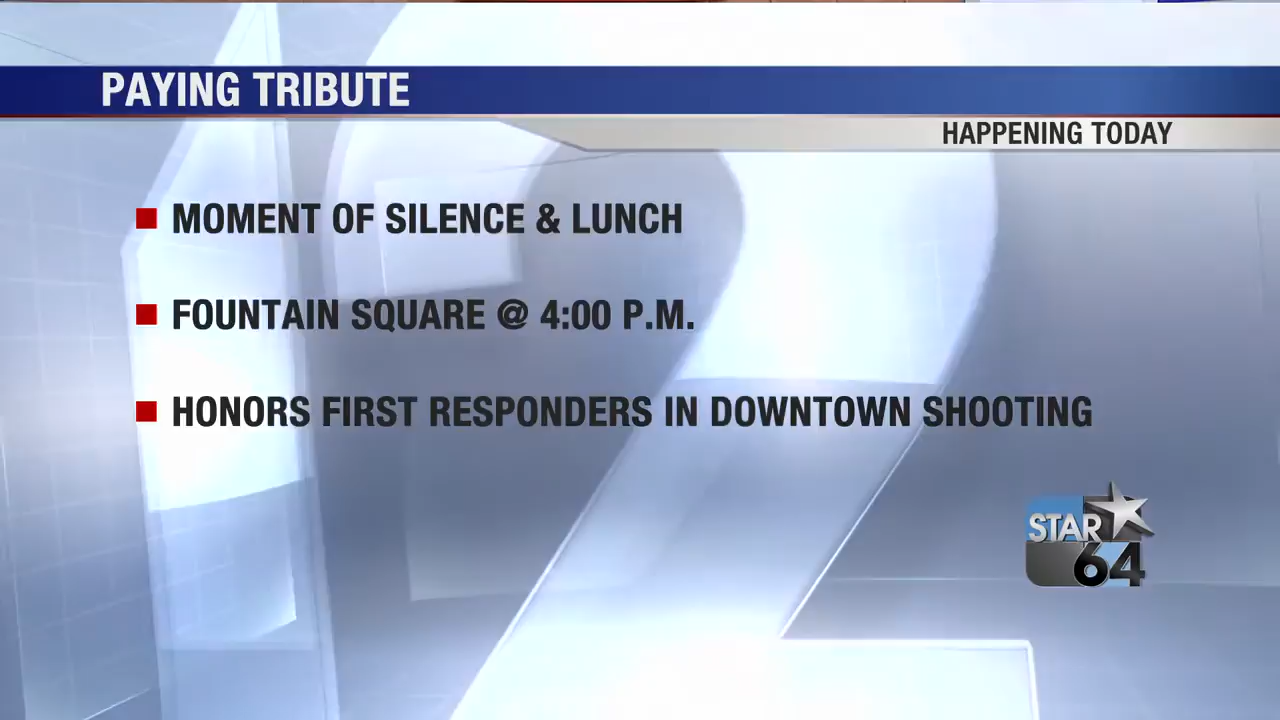 PAYING TRIBUTE
HAPPENING TODAY
MOMENT OF SILENCE & LUNCH
FOUNTAIN SQUARE @ 4:00 P.M.
HONORS FIRST RESPONDERS IN DOWNTOWN SHOOTING
STAR
64
12